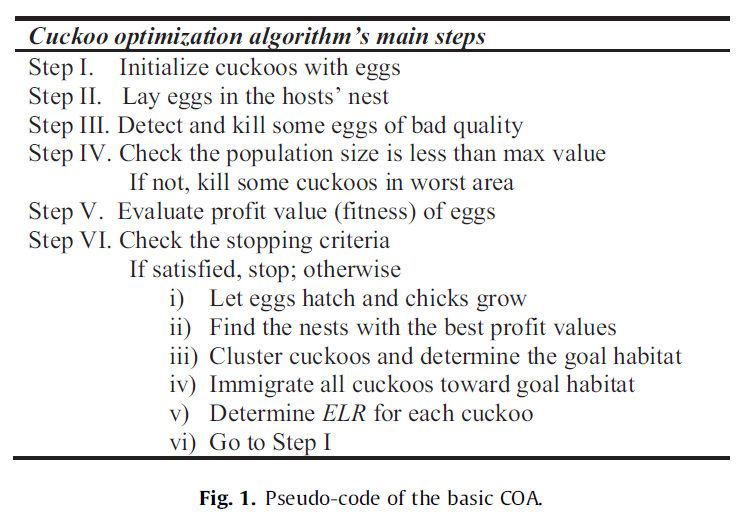 Cuckoo optimization algorithm's main steps
Step I. Initialize cuckoos with eggs
Step II. Lay eggs in the hosts' nest
Step III. Detect and kill some eggs of bad quality
Step IV. Check the population size is less than max value
If not, kill some cuckoos in worst area
Step V. Evaluate profit value (fitness) of eggs
Step VI. Check the stopping criteria
If satisfied, stop; otherwise
i) Let eggs hatch and chicks grow
ii) Find the nests with the best profit values
iii) Cluster cuckoos and determine the goal habitat
iv) Immigrate all cuckoos toward goal habitat
v) Determine ELR for each cuckoo
vi) Go to Step I
Fig. 1. Pseudo-code of the basic COA.